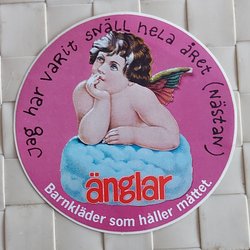 Jag har varit snäll hela året (nästan)
änglar
Barnkläder som håller måttet.